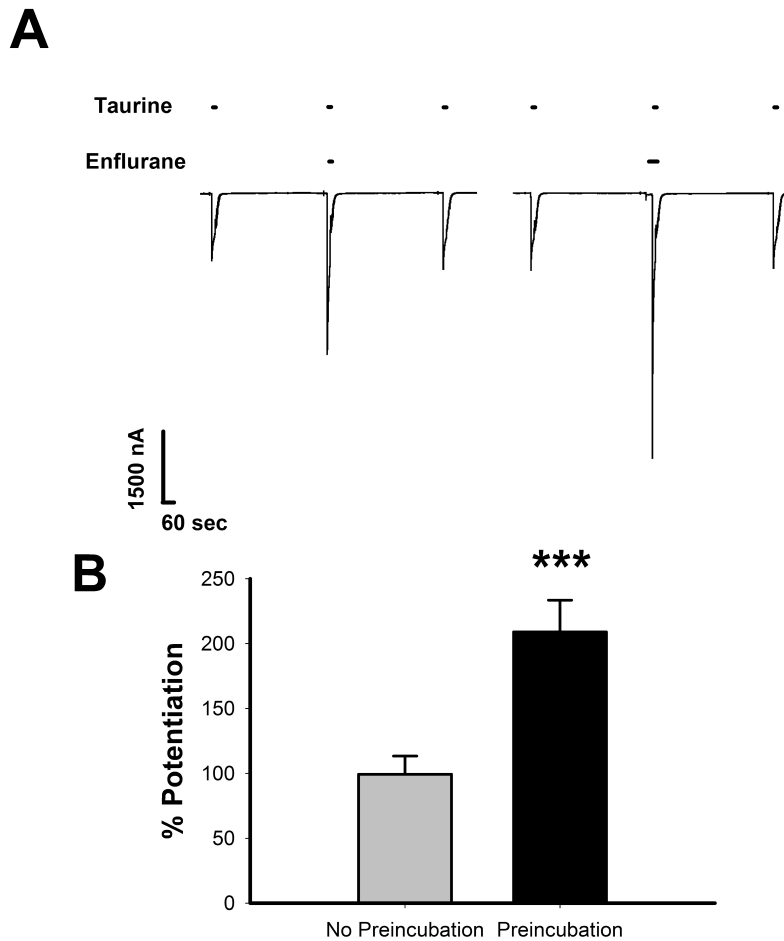 A
Taurine
Enflurane
1500 nA
60 sec
B
***
% Potentiation
250
200
150
100
50
0
No Preincubation Preincubation